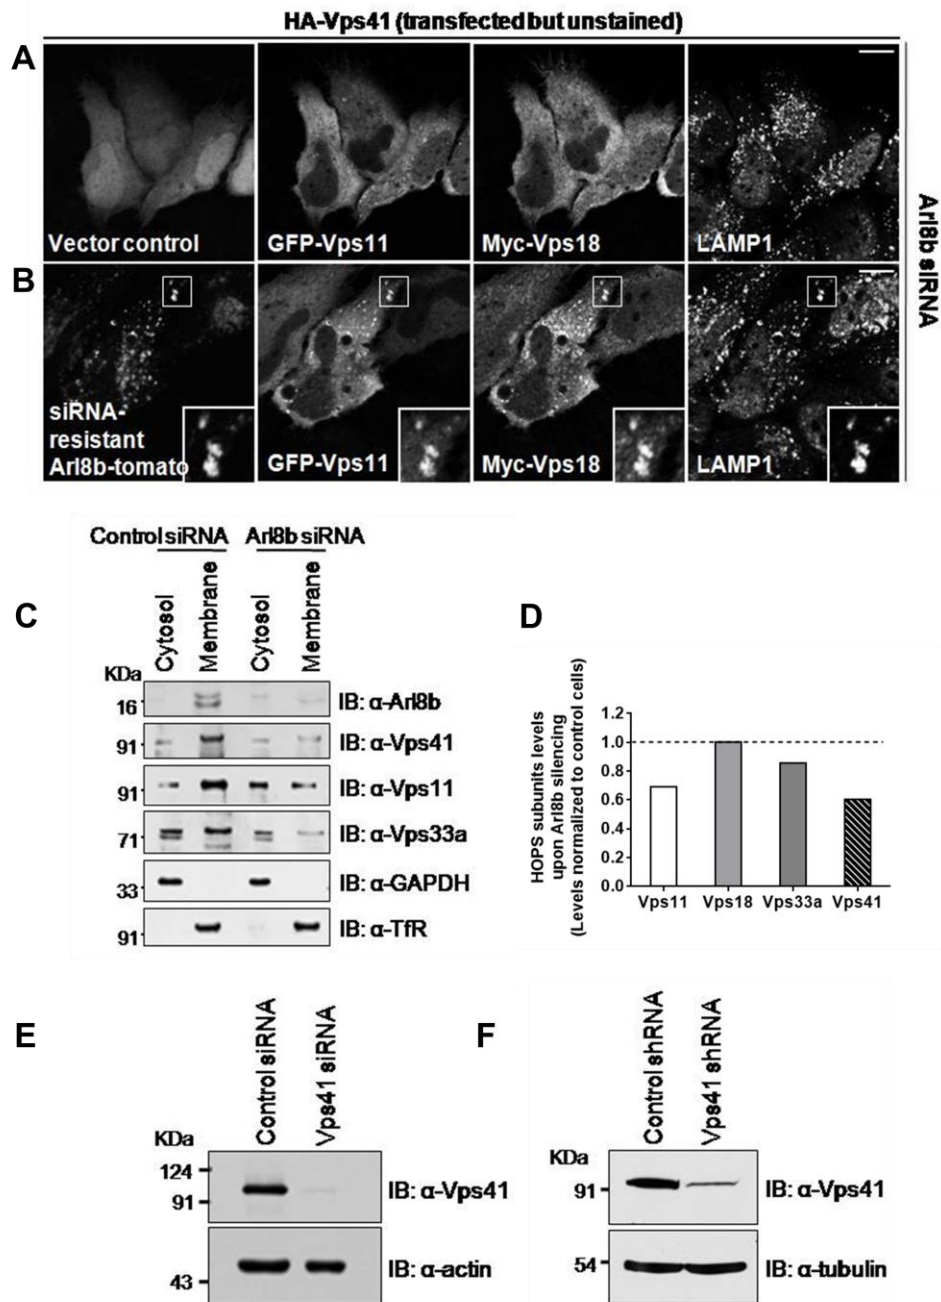 HA-Vps41 (transfected but unstained)
A
Vector control
GFP-Vps11
Myc-Vps18
LAMP1
Arl8b siRNA
B
siRNA-
resistant
Arl8b-tomato
GFP-Vps11
Myc-Vps18
LAMP1
C
Control siRNA Arl8b siRNA
Cytosol
Membrane
Cytosol
Membrane
KDa
16 IB: α-Arl8b
91 IB: α-Vps41
91 IB: α-Vps11
71 IB: α-Vps33a
33 IB: α-GAPDH
91 IB: α-TfR
D
HOPS subunits levels
upon Arl8b silencing
(Levels normalized to control cells)
1.2
1.0
0.8
0.6
0.4
0.2
0.0
Vps11 Vps18 Vps33a Vps41
E
Control siRNA
Vps41 siRNA
KDa
124
91
IB: α-Vps41
43
IB: α-actin
F
Control shRNA
Vps41 shRNA
KDa
91
IB: α-Vps41
54
IB: α-tubulin